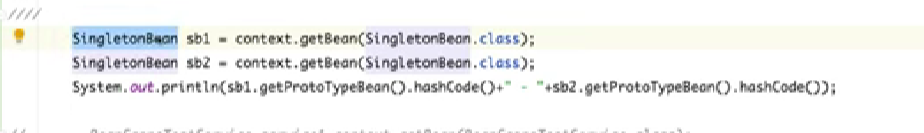 ////
SingletonBean sb1 = context.getBean(SingletonBean.class);
SingletonBean sb2 = context.getBean(SingletonBean.class);
System.out.println(sb1.getProtoTypeBean().hashCode()+" - "+sb2.getProtoTypeBean().hashCode());
//